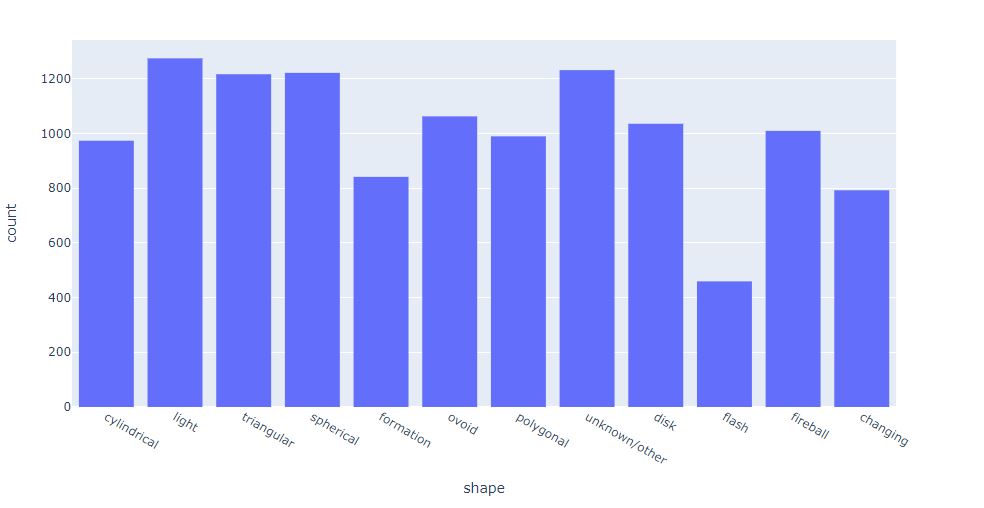 1200
1000
800
600
400
200
0
count
cylindrical
light
triangular
spherical
formation
ovoid
polygonal
unknown/other
disk
flash
fireball
changing
shape